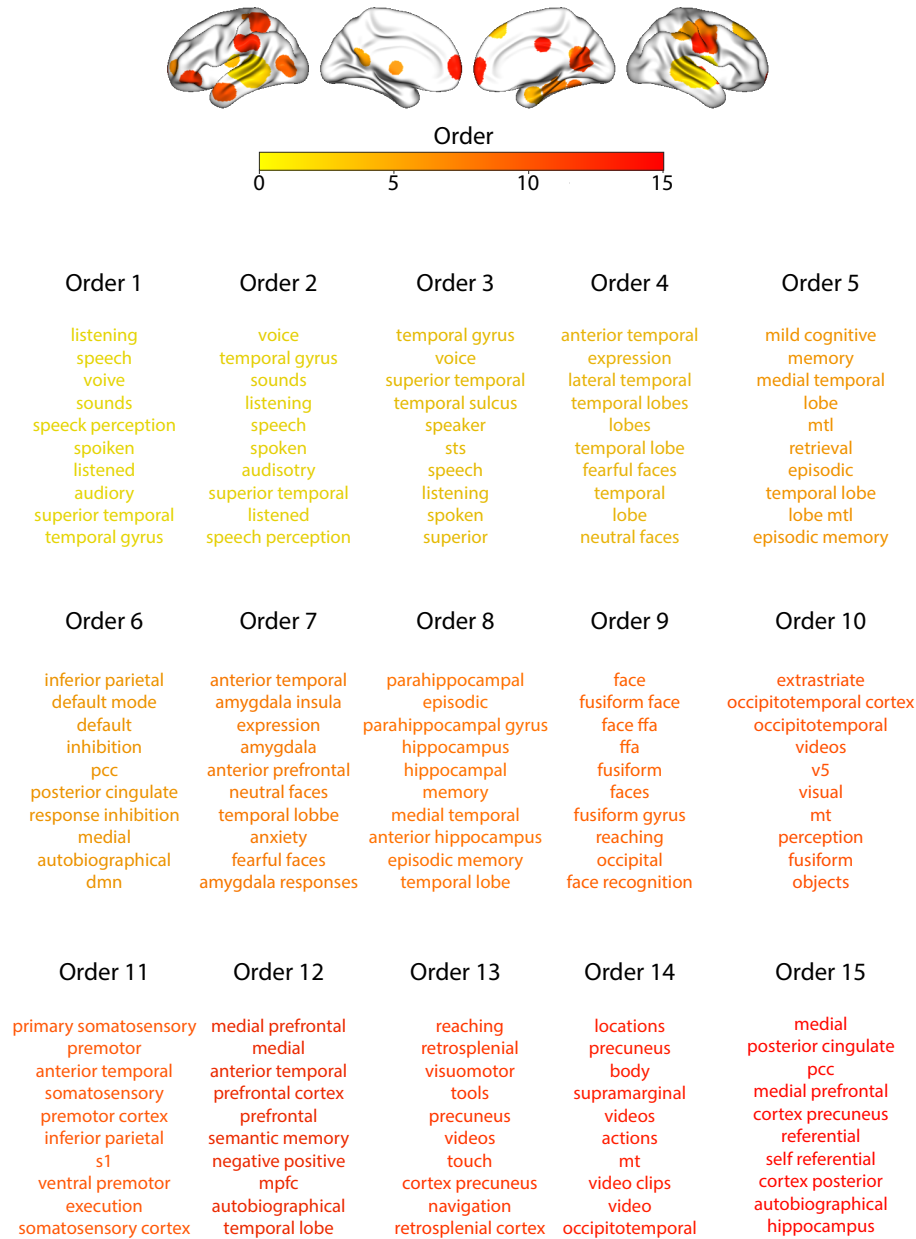 Order
0 5 10 15
Order 1 Order 2 Order 3 Order 4 Order 5
listening voice temporal gyrus anterior temporal mild cognitive
speech temporal gyrus voice expression memory
voive sounds superior temporal lateral temporal medial temporal
sounds listening temporal sulcus temporal lobes lobe
speeck perception speech speaker lobes mtl
spoiken spoken sts temporal lobe retrieval
listened audisotry speech fearful faces episodic
audiory superior temporal listening temporal temporal lobe
superior temporal listened spoken lobe lobe mtl
temporal gyrus speech perception superior neutral faces episodic memory
Order 6 Order 7 Order 8 Order 9 Order 10
inferior parietal anterior temporal parahippocampal face extrastriate
default mode amygdala insula episodic fusiform face occipitotemporal cortex
default expression parahippocampal gyrus face ffa occipitotemporal
inhibition amygdala hippocampus ffa videos
pcc anterior prefrontal hippocampal fusiform v5
posterior cingulate neutral faces memory faces visual
response inhibition temporal lobbe medial temporal fusiform gyrus mt
medial anxiety anterior hippocampus reaching perception
autobiographical fearful faces episodic memory occipital fusiform
dmn amygdala responses temporal lobe face recognition objects
Order 11 Order 12 Order 13 Order 14 Order 15
primary somatosensory medial prefrontal reaching locations medial
premotor medial retrosplenial precuneus posterior cingulate
anterior temporal anterior temporal visuomotor body pcc
somatosensory prefrontal cortex tools supramarginal medial prefrontal
premotor cortex prefrontal precuneus videos cortex precuneus
inferior parietal semantic memory videos actions referential
s1 negative positive touch mt self referential
ventral premotor mpfc cortex precuneus video clips cortex posterior
execution autobiographical navigation video autobiographical
somatosensory cortex temporal lobe retrosplenial cortex occipitotemporal hippocampus